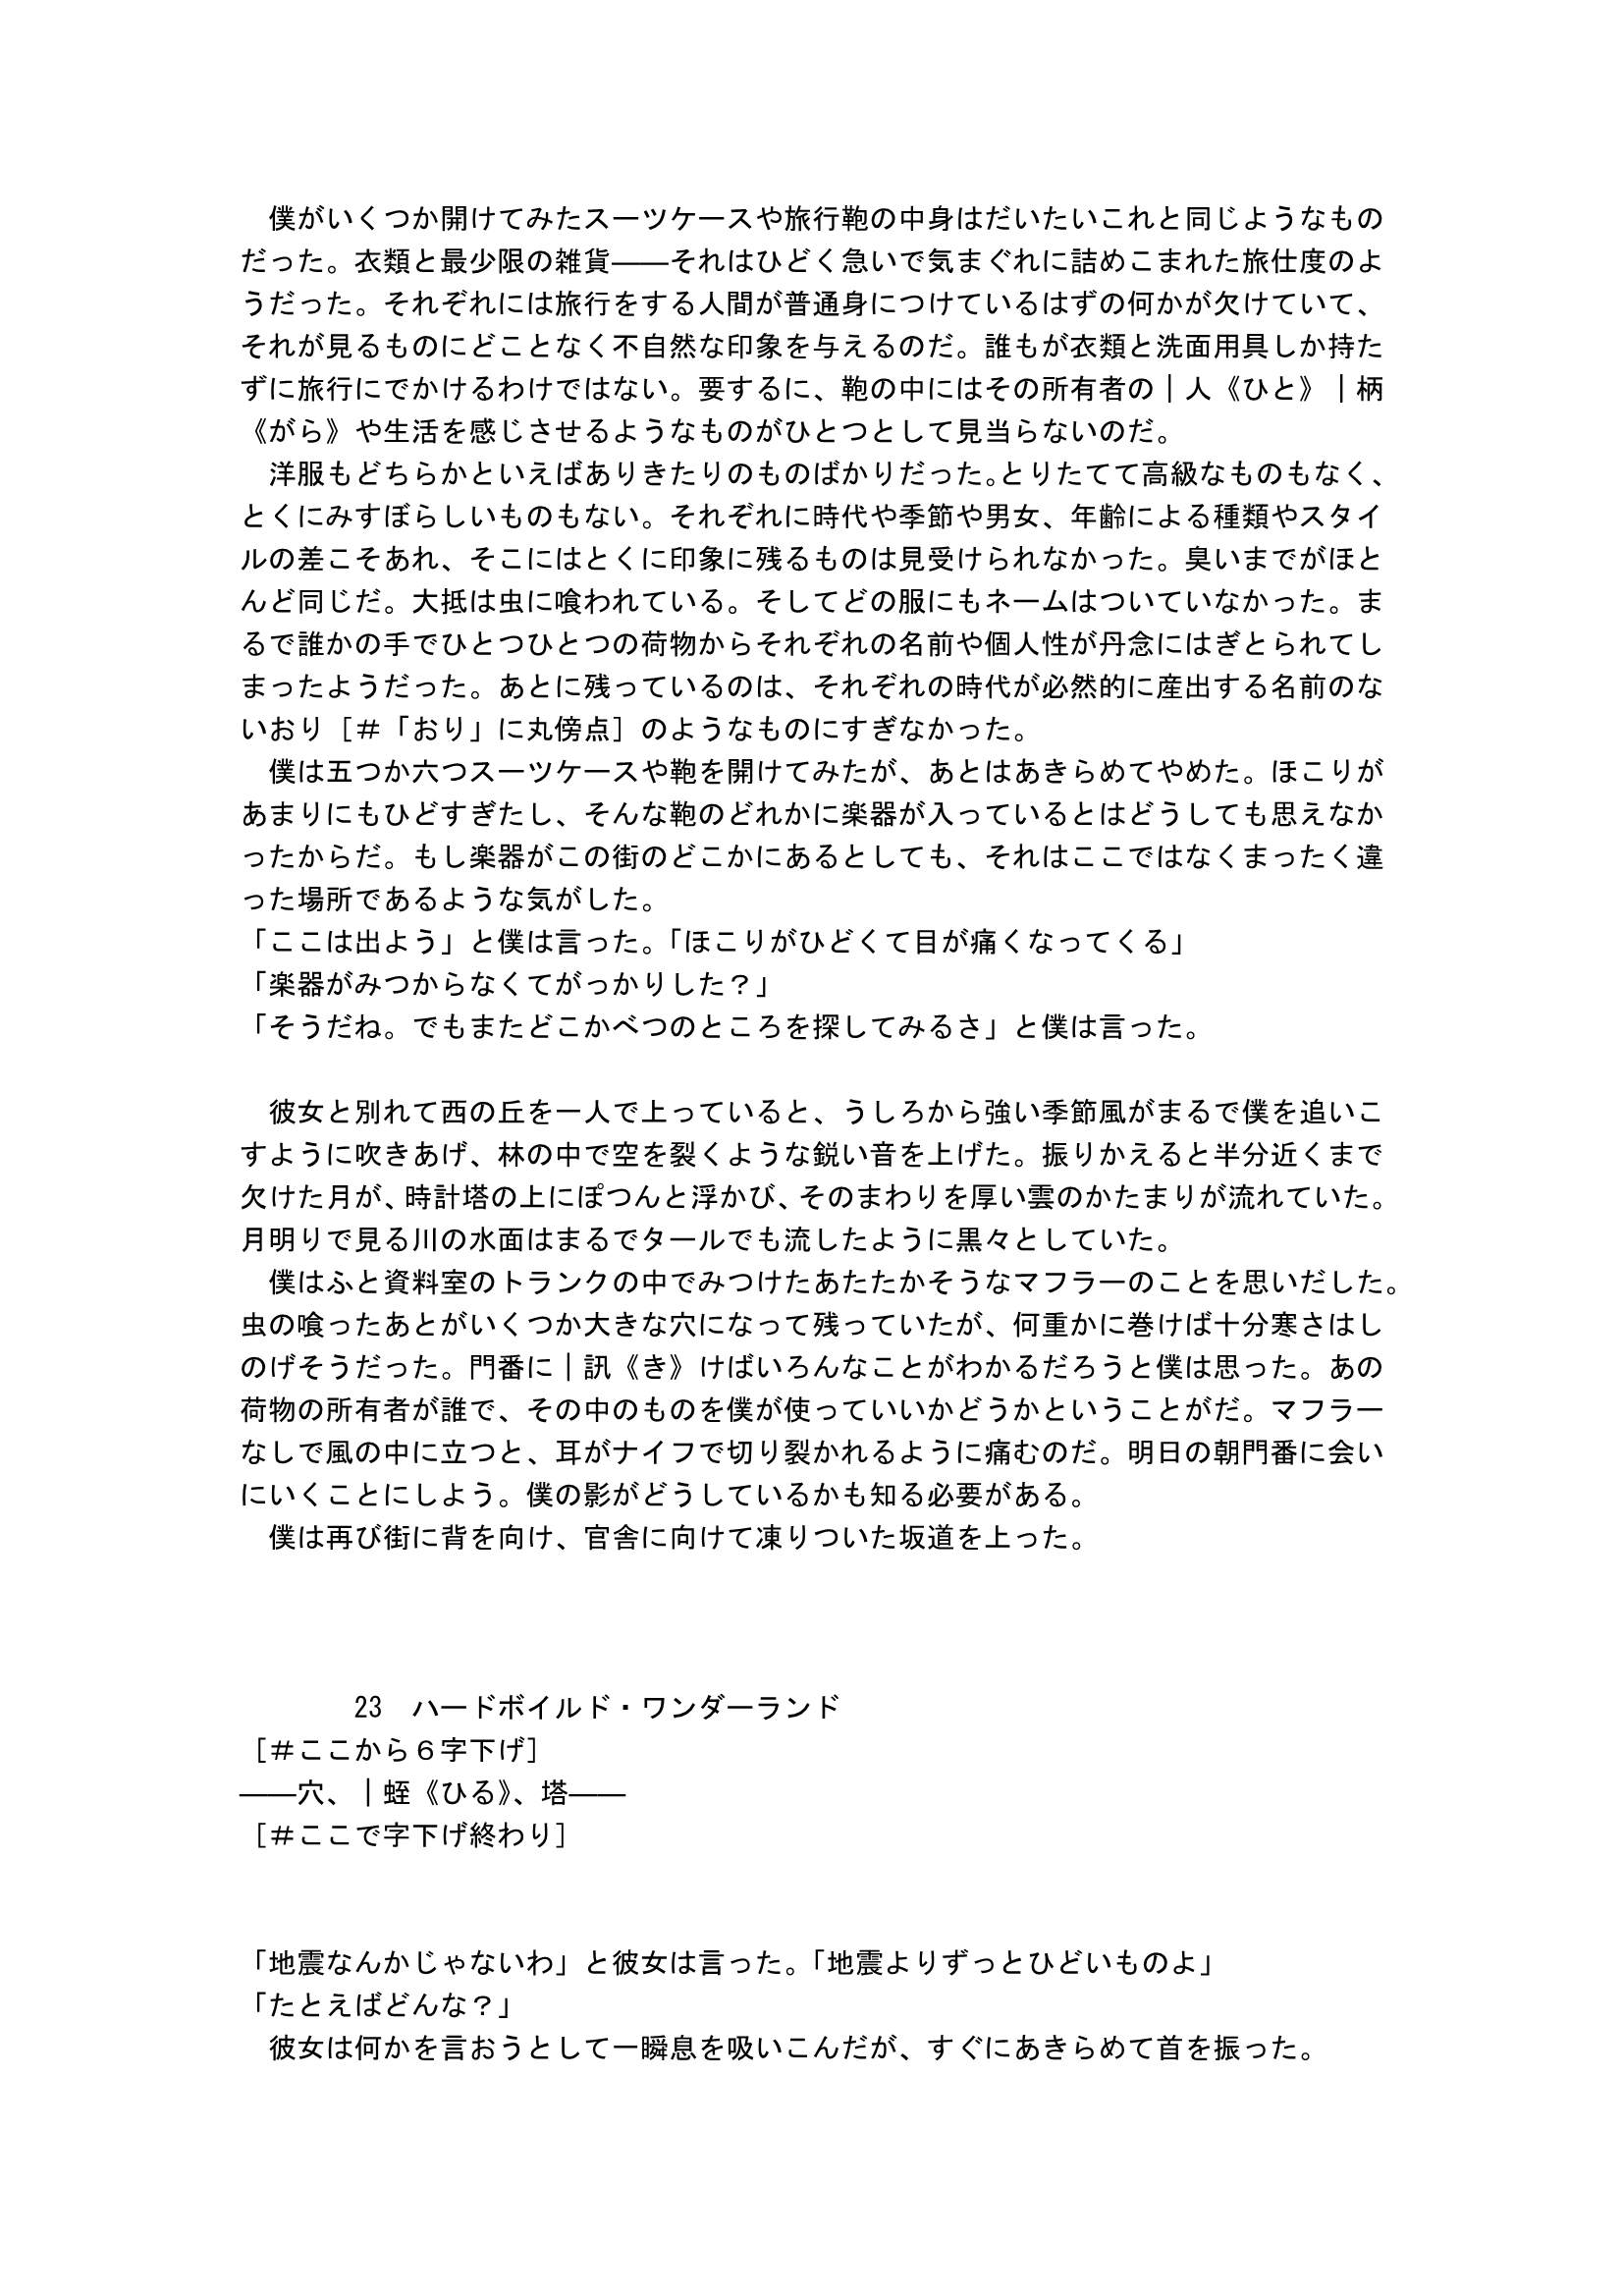 僕がいくつか開けてみたスーツケースや旅行鞄の中身はだいたいこれと同じようなもの
だった。衣類と最少限の雑貨――それはひどく急いで気まぐれに詰めこまれた旅仕度のよ
うだった。それぞれには旅行をする人間が普通身につけているはずの何かが欠けていて、
それが見るものにどことなく不自然な印象を与えるのだ。誰もが衣類と洗面用具しか持た
ずに旅行にでかけるわけではない。要するに、鞄の中にはその所有者の｜人《ひと》｜柄
《がら》や生活を感じさせるようなものがひとつとして見当らないのだ。
　洋服もどちらかといえばありきたりのものばかりだった。とりたてて高級なものもなく、
とくにみすぼらしいものもない。それぞれに時代や季節や男女、年齢による種類やスタイ
ルの差こそあれ、そこにはとくに印象に残るものは見受けられなかった。臭いまでがほと
んど同じだ。大抵は虫に喰われている。そしてどの服にもネームはついていなかった。ま
るで誰かの手でひとつひとつの荷物からそれぞれの名前や個人性が丹念にはぎとられてし
まったようだった。あとに残っているのは、それぞれの時代が必然的に産出する名前のな
いおり［＃「おり」に丸傍点］のようなものにすぎなかった。
　僕は五つか六つスーツケースや鞄を開けてみたが、あとはあきらめてやめた。ほこりが
あまりにもひどすぎたし、そんな鞄のどれかに楽器が入っているとはどうしても思えなか
ったからだ。もし楽器がこの街のどこかにあるとしても、それはここではなくまったく違
った場所であるような気がした。
「ここは出よう」と僕は言った。「ほこりがひどくて目が痛くなってくる」
「楽器がみつからなくてがっかりした？」
「そうだね。でもまたどこかべつのところを探してみるさ」と僕は言った。
　彼女と別れて西の丘を一人で上っていると、うしろから強い季節風がまるで僕を追いこ
すように吹きあげ、林の中で空を裂くような鋭い音を上げた。振りかえると半分近くまで
欠けた月が、時計塔の上にぽつんと浮かび、そのまわりを厚い雲のかたまりが流れていた。
月明りで見る川の水面はまるでタールでも流したように黒々としていた。
　僕はふと資料室のトランクの中でみつけたあたたかそうなマフラーのことを思いだした。
虫の喰ったあとがいくつか大きな穴になって残っていたが、何重かに巻けば十分寒さはし
のげそうだった。門番に｜訊《き》けばいろんなことがわかるだろうと僕は思った。あの
荷物の所有者が誰で、その中のものを僕が使っていいかどうかということがだ。マフラー
なしで風の中に立つと、耳がナイフで切り裂かれるように痛むのだ。明日の朝門番に会い
にいくことにしよう。僕の影がどうしているかも知る必要がある。
　僕は再び街に背を向け、官舎に向けて凍りついた坂道を上った。
23　ハードボイルド・ワンダーランド
［＃ここから６字下げ］
――穴、｜蛭《ひる》、塔――
［＃ここで字下げ終わり］
「地震なんかじゃないわ」と彼女は言った。「地震よりずっとひどいものよ」
「たとえばどんな？」
　彼女は何かを言おうとして一瞬息を吸いこんだが、すぐにあきらめて首を振った。